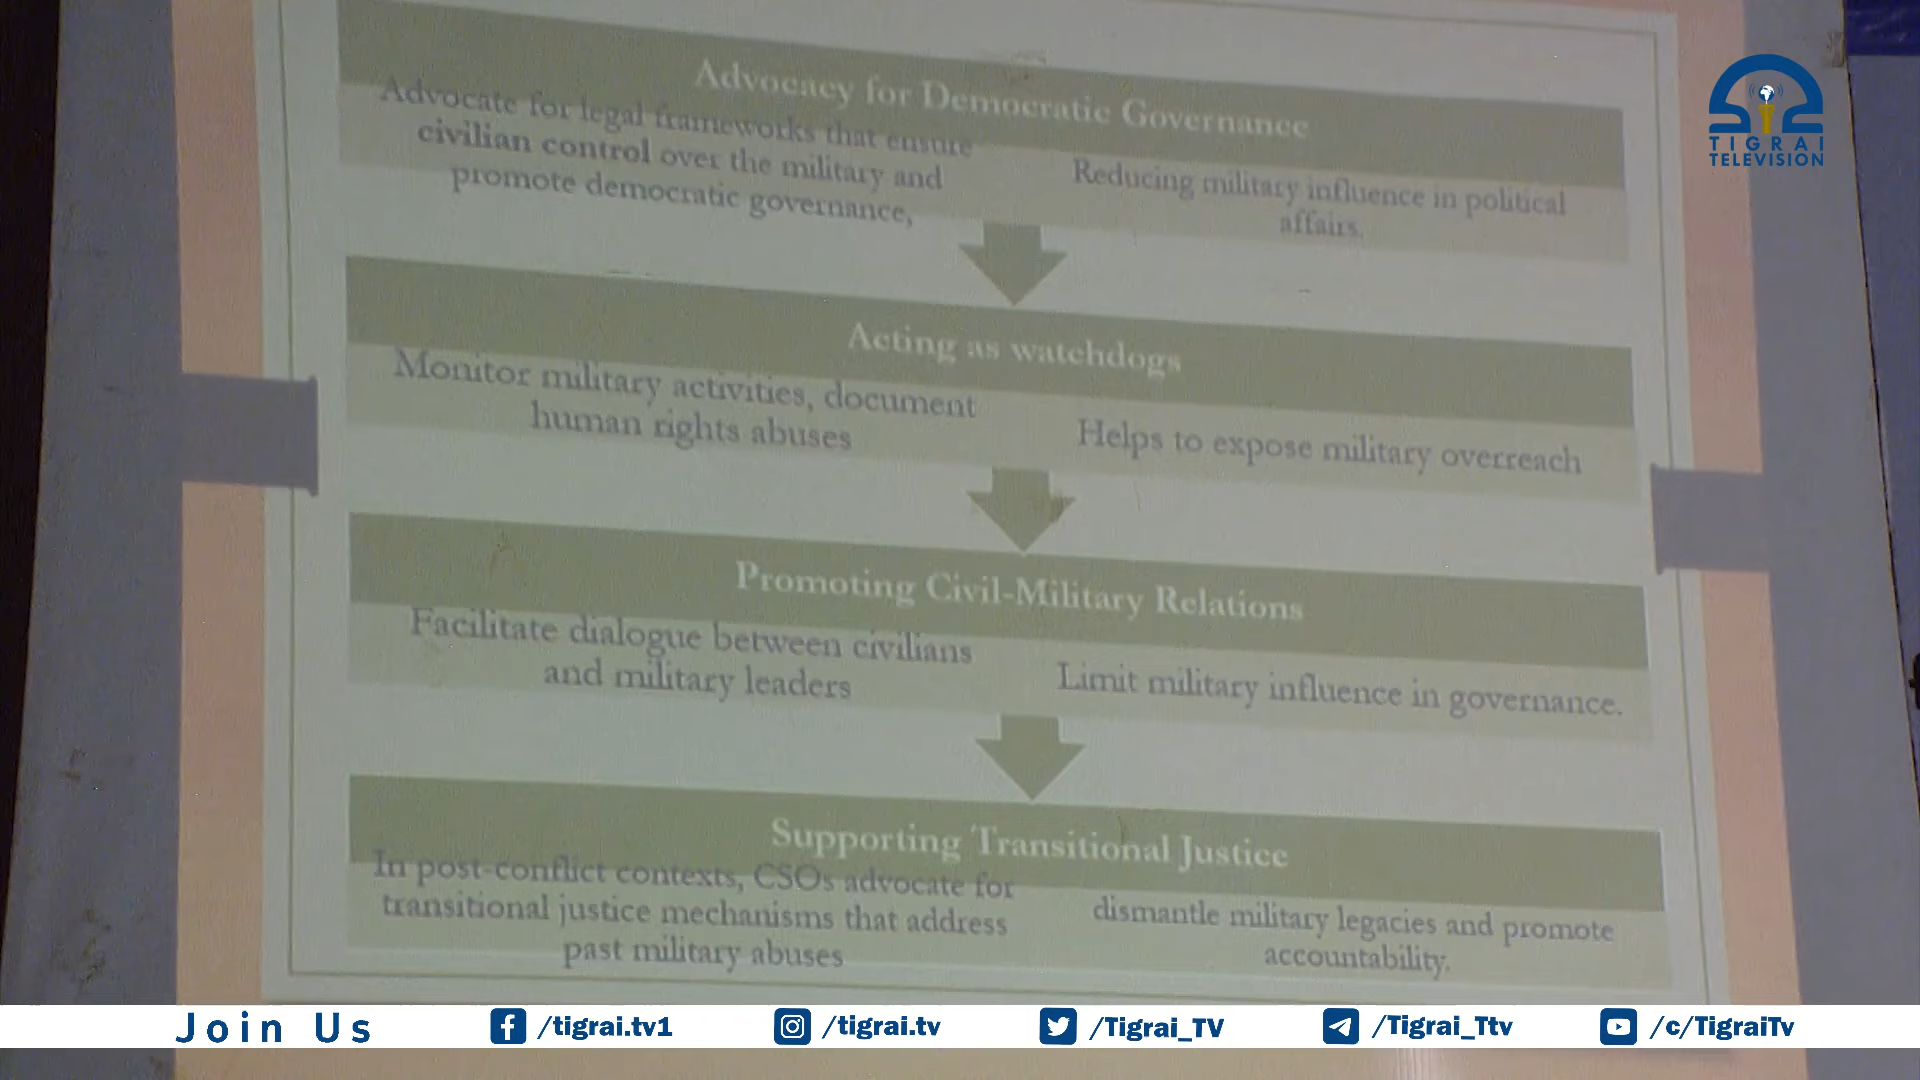 Advocacy for Democratic Governance
Advocate for legal frameworks that ensure
civilian control over the military and
promote democratic governance,
Reducing military influence in political
affairs.
Acting as watchdogs
Monitor military activities, document
human rights abuses
Helps to expose military overreach
Promoting Civil-Military Relations
Facilitate dialogue between civilians
and military leaders
Limit military influence in governance.
Supporting Transitional Justice
In post-conflict contexts, CSOs advocate for
transitional justice mechanisms that address
past military abuses
dismantle military legacies and promote
accountability.
TIGRAI
TELEVISION
Join Us
/tigrai.tv1
/tigrai.tv
/Tigrai_TV
/Tigrai_Ttv
/c/TigraiTv